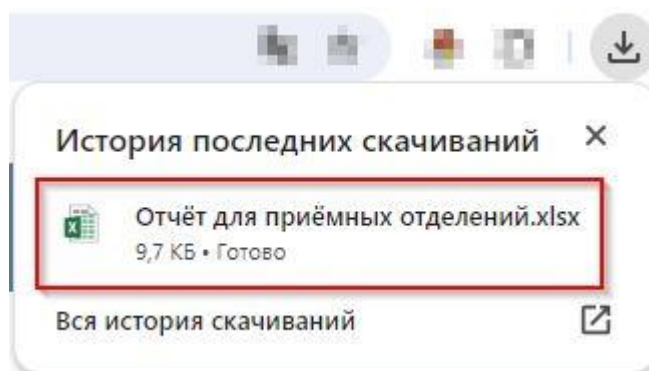 История последних скачиваний
Отчёт для приёмных отделений.xlsx
9,7 КБ • Готово
Вся история скачиваний